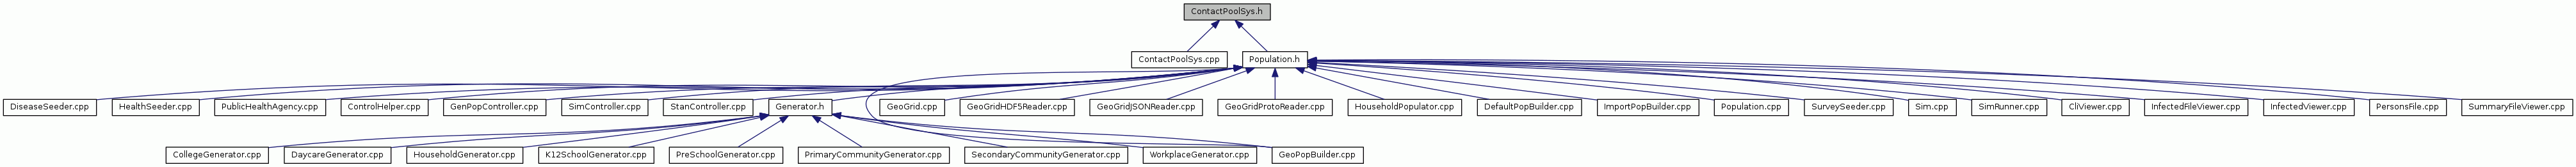 ContactPoolSys.h
ContactPoolSys.cpp
Population.h
DiseaseSeeder.cpp
HealthSeeder.cpp
PublicHealthAgency.cpp
ControlHelper.cpp
GenPopController.cpp
SimController.cpp
StanController.cpp
Generator.h
GeoGrid.cpp
GeoGridHDF5Reader.cpp
GeoGridJSONReader.cpp
GeoGridProtoReader.cpp
HouseholdPopulator.cpp
DefaultPopBuilder.cpp
ImportPopBuilder.cpp
Population.cpp
SurveySeeder.cpp
Sim.cpp
SimRunner.cpp
CliViewer.cpp
InfectedFileViewer.cpp
InfectedViewer.cpp
PersonsFile.cpp
SummaryFileViewer.cpp
CollegeGenerator.cpp
DaycareGenerator.cpp
HouseholdGenerator.cpp
K12SchoolGenerator.cpp
PreSchoolGenerator.cpp
PrimaryCommunityGenerator.cpp
SecondaryCommunityGenerator.cpp
WorkplaceGenerator.cpp
GeoPopBuilder.cpp